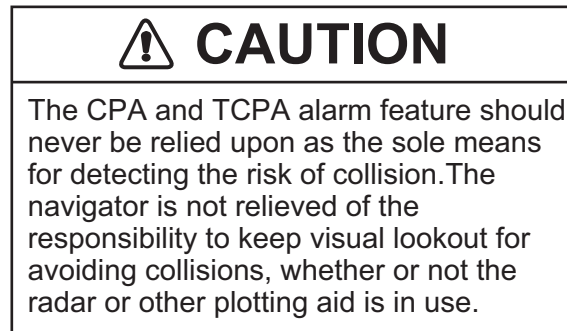 CAUTION
The CPA and TCPA alarm feature should
never be relied upon as the sole means
for detecting the risk of collision.The
navigator is not relieved of the
responsibility to keep visual lookout for
avoiding collisions, whether or not the
radar or other plotting aid is in use.